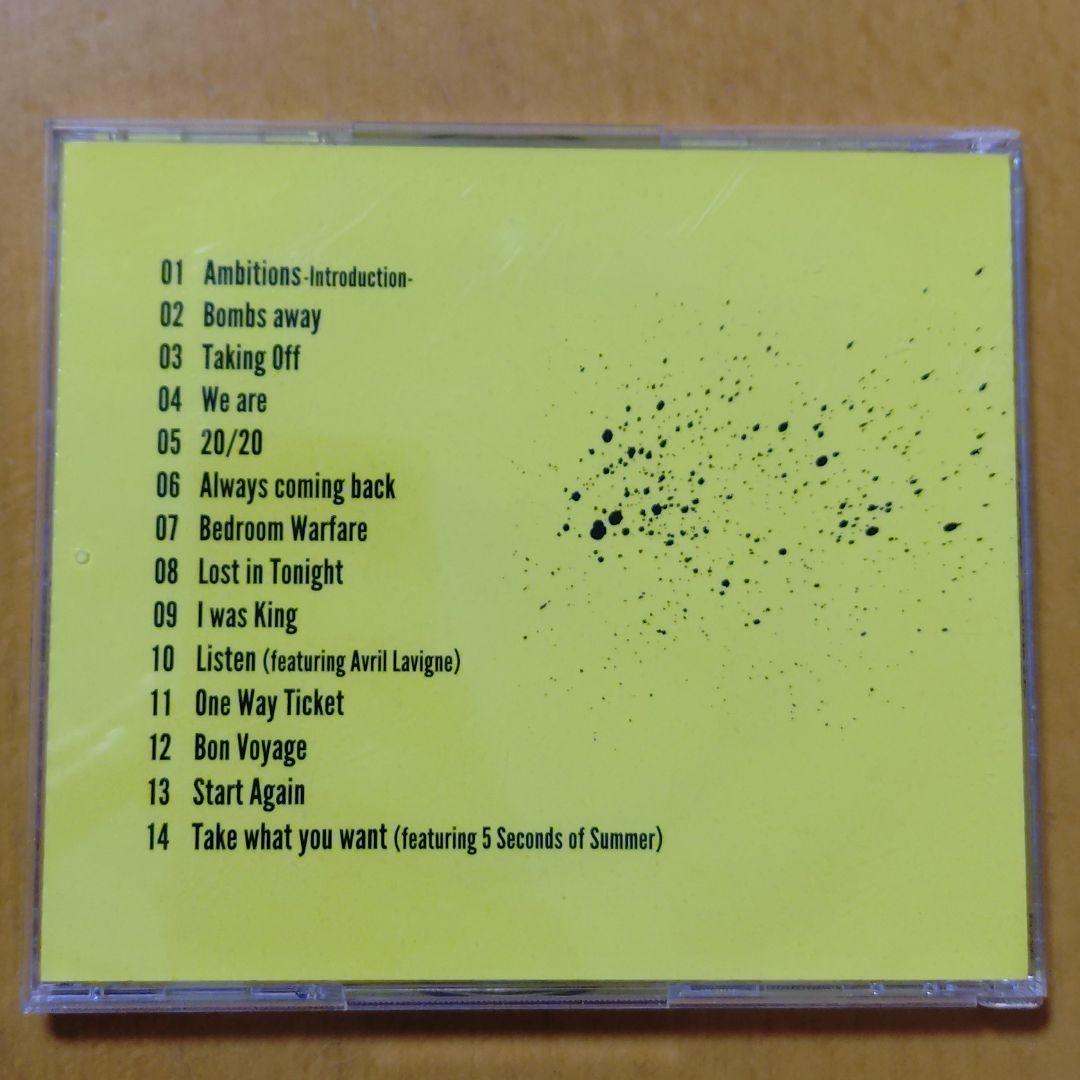 01 Ambitions -Introduction-
02 Bombs away
03 Taking Off
04 We are
05 20/20
06 Always coming back
07 Bedroom Warfare
08 Lost in Tonight
09 I was King
10 Listen (featuring Avril Lavigne)
11 One Way Ticket
12 Bon Voyage
13 Start Again
14 Take what you want (featuring 5 Seconds of Summer)